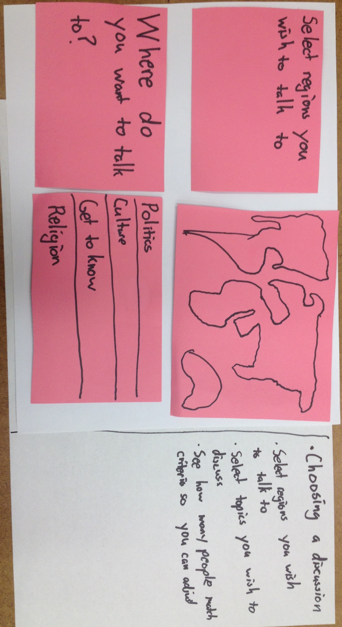 Select regions you
wish to talk to
Where do
you want to talk
to?
Politics
Culture
Get to know
Religion
• Choosing a discussion
• Select regions you wish
to talk to
• Select topics you wish to
discuss
• See how many people match
criteria so you can adjust